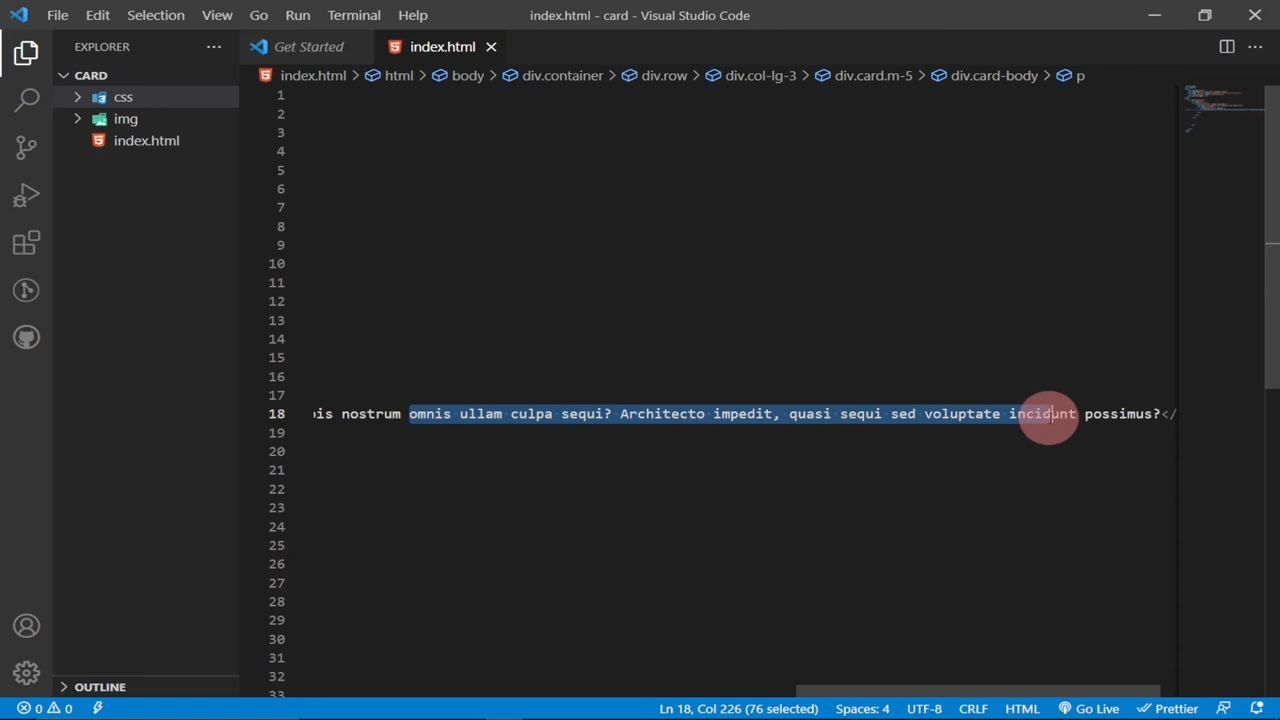 File Edit Selection View Go Run Terminal Help
index.html - card - Visual Studio Code
EXPLORER
Get Started
index.html
CARD
index.html > html > body > div.container > div.row > div.col-lg-3 > div.card.m-5 > div.card-body > p
css
img
index.html
1
2
3
4
5
6
7
8
9
10
11
12
13
14
15
16
17
18 nostrum omnis ullam culpa sequi? Architecto impedit, quasi sequi sed voluptate incidunt possimus?</
19
20
21
22
23
24
25
26
27
28
29
30
31
32
33
OUTLINE
0 0 Ln 18, Col 226 (76 selected) Spaces: 4 UTF-8 CRLF HTML Go Live Prettier